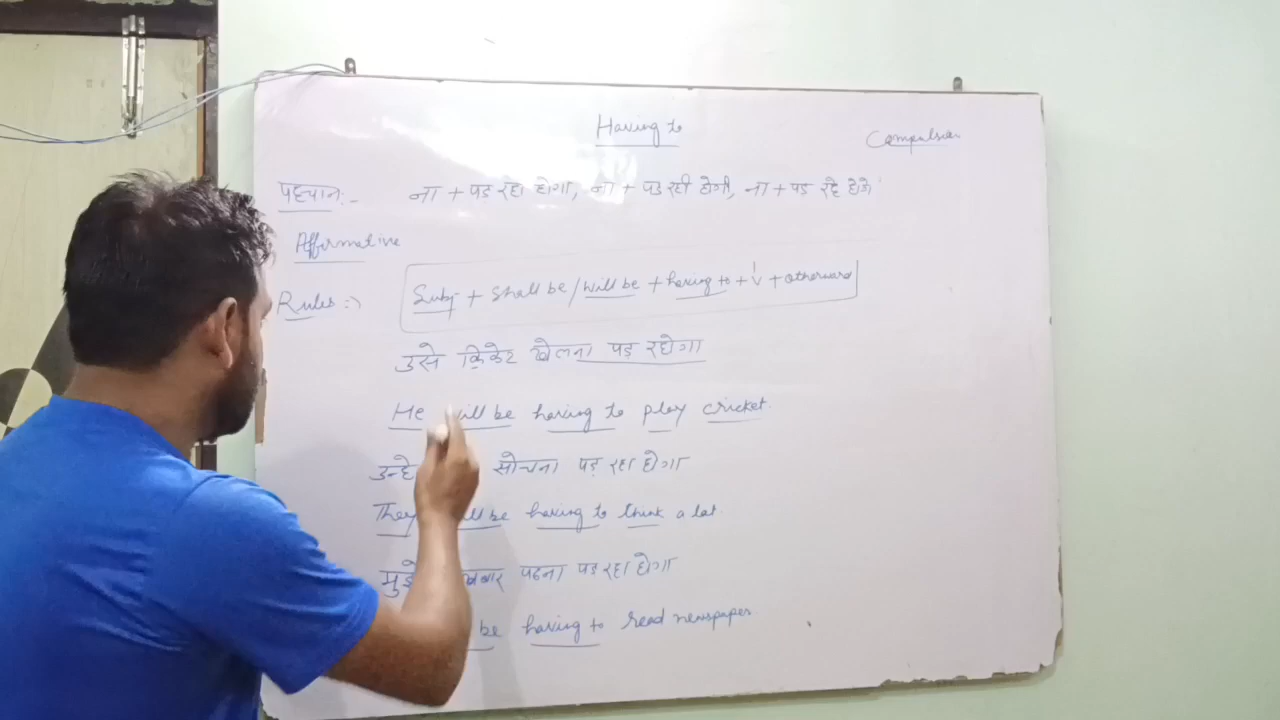 Having to
Compulsion
पहचान:-
ना + पड़ रहा होगा, ना + पड़ रही होगी, ना + पड़ रहे होंगे
Affirmative
Rules:-)
Subj + shall be / will be + having to + V¹ + otherword
उसे क्रिकेट खेलना पड़ रहोगा
He will be having to play cricket.
उन्हे सोचना पड़ रहा होगा
They will be having to think a lot.
पढना पड़ रहा होगा
be having to read newspaper.